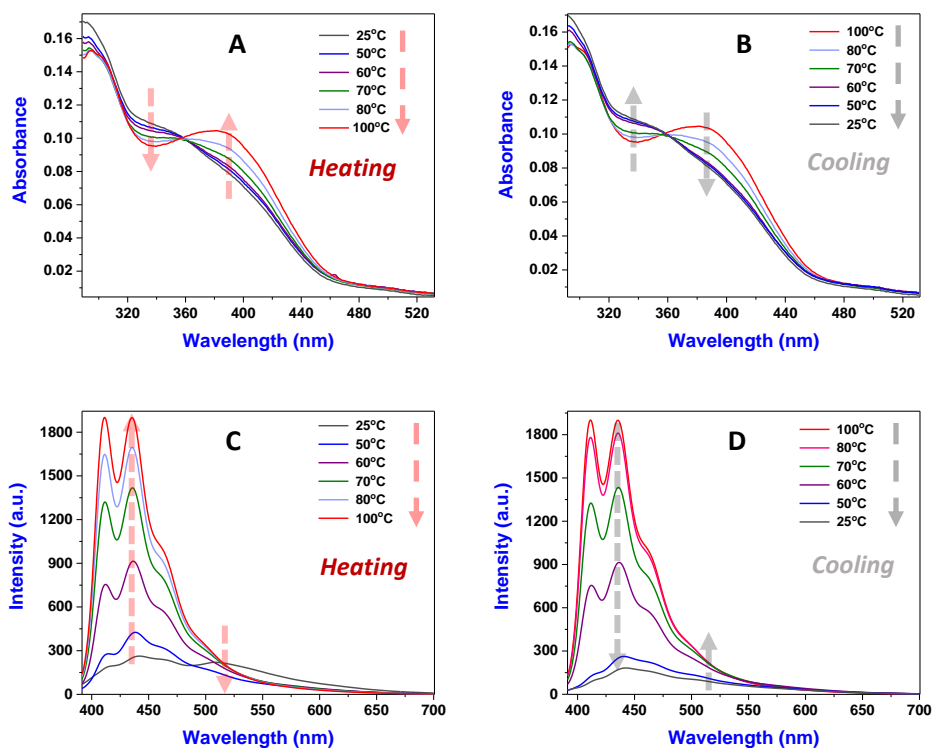 A
25°C
50°C
60°C
70°C
80°C
100°C
Heating
0.16
0.14
0.12
0.10
0.08
0.06
0.04
0.02
Absorbance
320 360 400 440 480 520
Wavelength (nm)
B
100°C
80°C
70°C
60°C
50°C
25°C
Cooling
0.16
0.14
0.12
0.10
0.08
0.06
0.04
0.02
Absorbance
320 360 400 440 480 520
Wavelength (nm)
C
25°C
50°C
60°C
70°C
80°C
100°C
Heating
1800
1500
1200
900
600
300
0
Intensity (a.u.)
400 450 500 550 600 650 700
Wavelength (nm)
D
100°C
80°C
70°C
60°C
50°C
25°C
Cooling
1800
1500
1200
900
600
300
0
Intensity (a.u.)
400 450 500 550 600 650 700
Wavelength (nm)